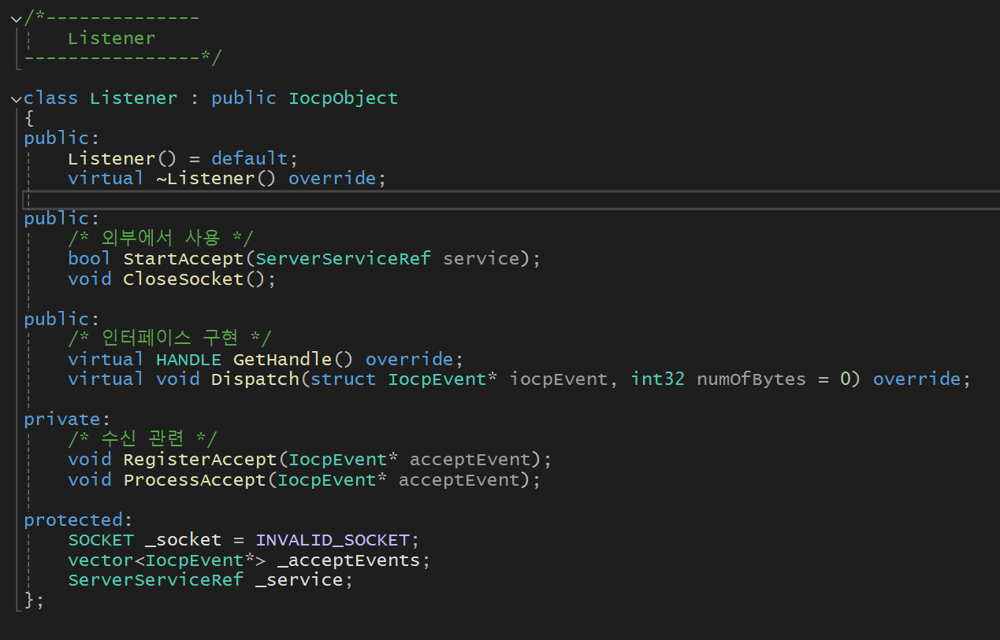 /*--------------
    Listener
----------------*/
class Listener : public IocpObject
{
public:
    Listener() = default;
    virtual ~Listener() override;
public:
    /* 외부에서 사용 */
    bool StartAccept(ServerServiceRef service);
    void CloseSocket();
public:
    /* 인터페이스 구현 */
    virtual HANDLE GetHandle() override;
    virtual void Dispatch(struct IocpEvent* iocpEvent, int32 numOfBytes = 0) override;
private:
    /* 수신 관련 */
    void RegisterAccept(IocpEvent* acceptEvent);
    void ProcessAccept(IocpEvent* acceptEvent);
protected:
    SOCKET _socket = INVALID_SOCKET;
    vector<IocpEvent*> _acceptEvents;
    ServerServiceRef _service;
};